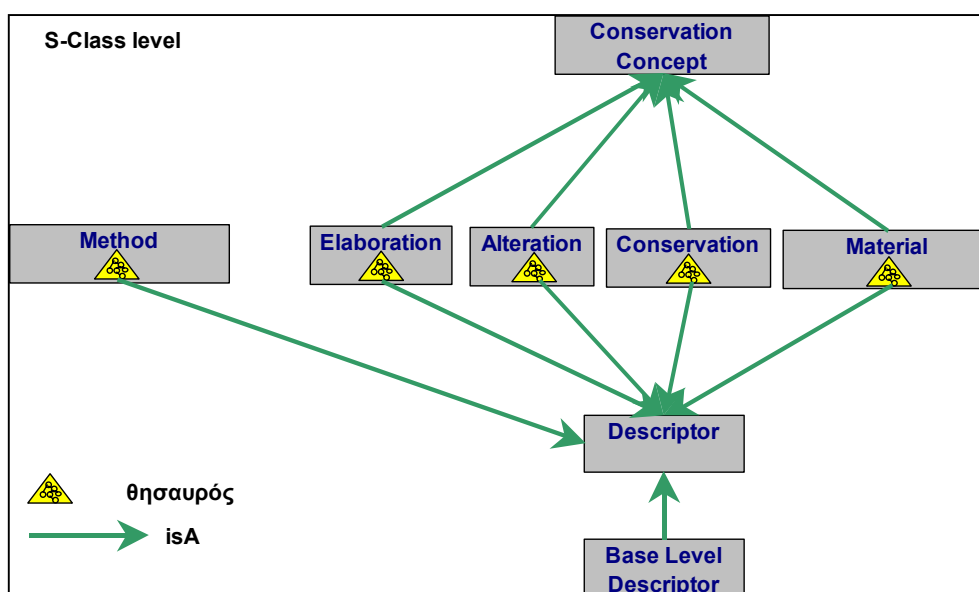 S-Class level
Conservation
Concept
Method
Elaboration
Alteration
Conservation
Material
Descriptor
θησαυρός
isA
Base Level
Descriptor